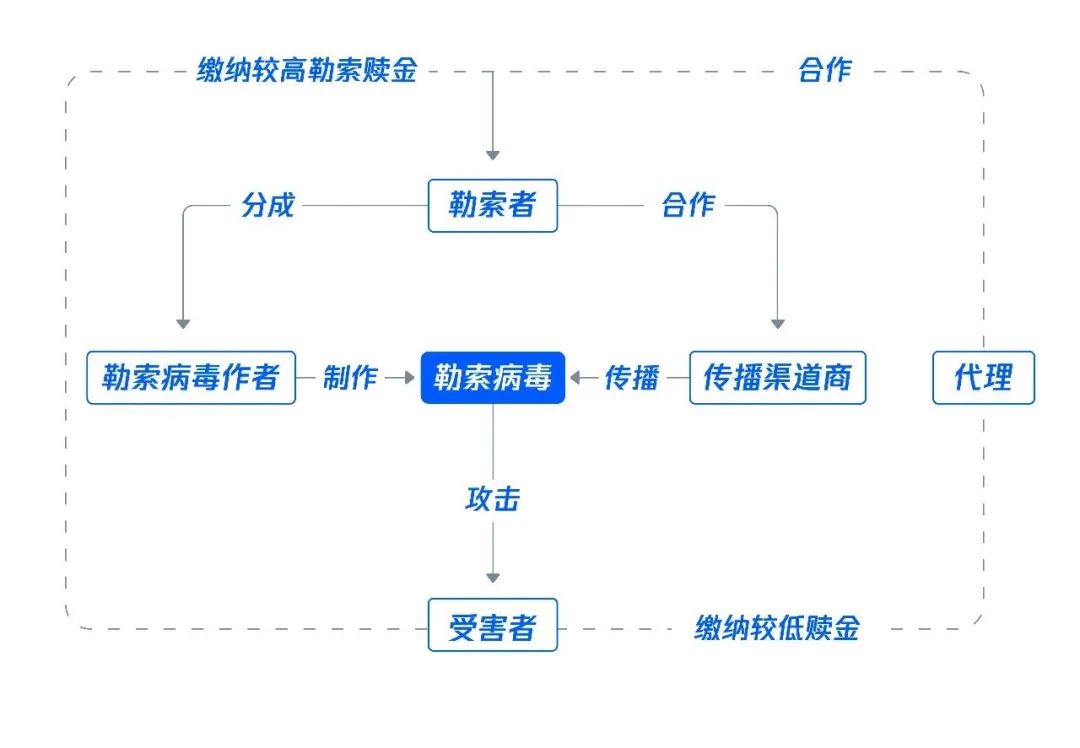 缴纳较高勒索赎金
合作
分成
勒索者
合作
勒索病毒作者
制作
勒索病毒
传播
传播渠道商
代理
攻击
受害者
缴纳较低赎金